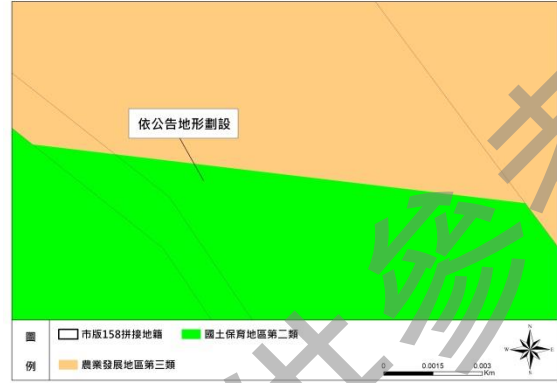 依公告地形劃設
圖例
市版158拼接地籍
國土保育地區第二類
農業發展地區第三類
N
W
E
S
0 0.0015 0.003
Km